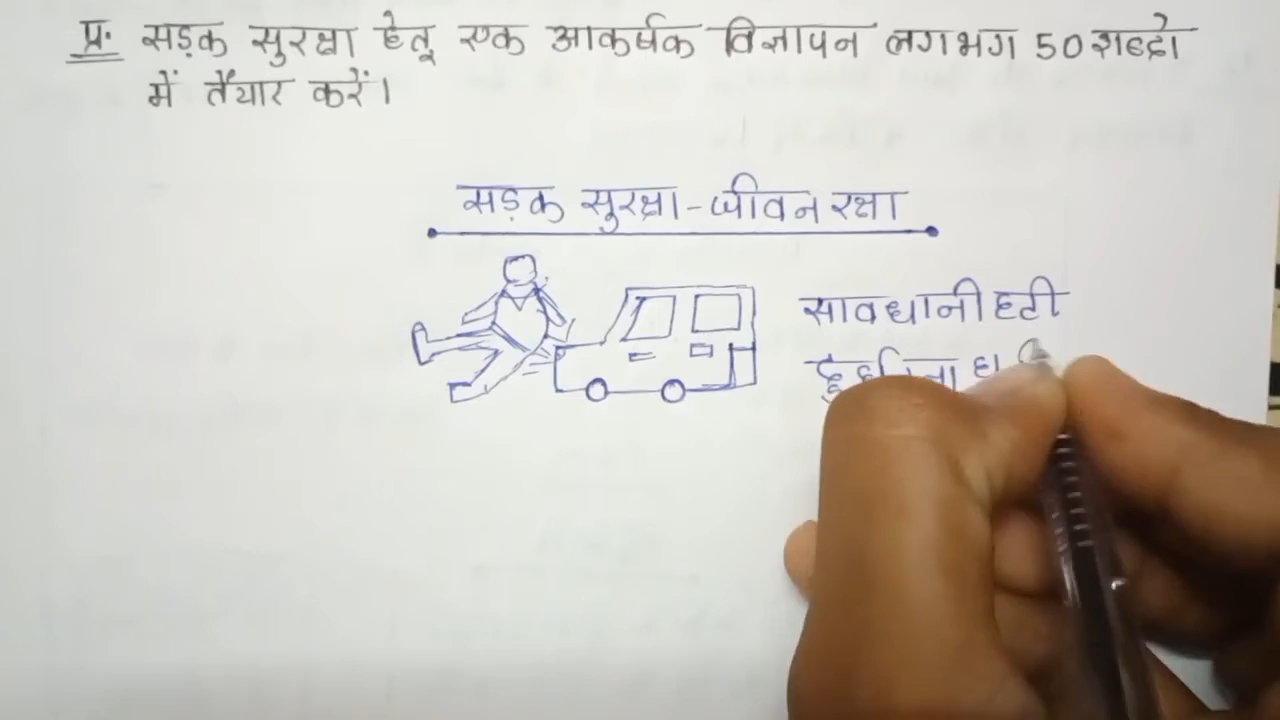 प्र॰ सड़क सुरक्षा हेतू एक आकर्षक विज्ञापन लगभग 50 शब्दो
में तैयार करें।
सड़क सुरक्षा - जीवन रक्षा
सावधानी हटी